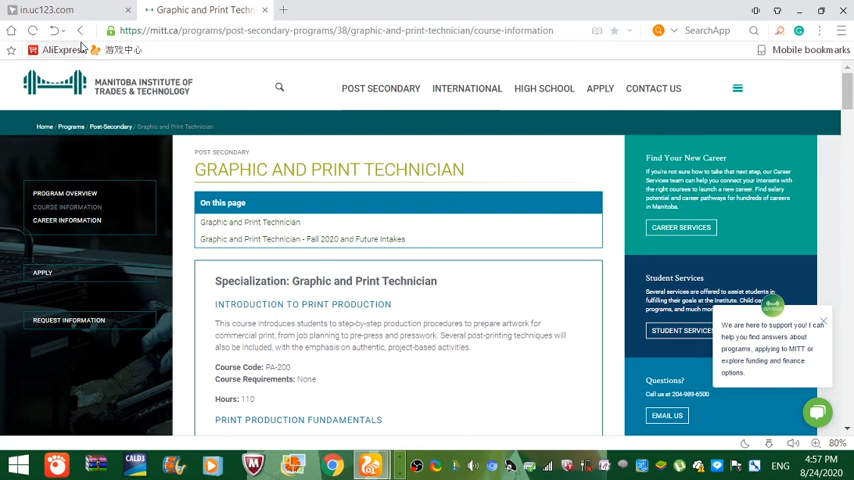 in.uc123.com
Graphic and Print Techn
https://mitt.ca/programs/post-secondary-programs/38/graphic-and-print-technician/course-information
SearchApp
AliExpress
游戏中心
Mobile bookmarks
MANITOBA INSTITUTE OF
TRADES & TECHNOLOGY
POST SECONDARY
INTERNATIONAL
HIGH SCHOOL
APPLY
CONTACT US
Home / Programs / Post-Secondary / Graphic and Print Technician
PROGRAM OVERVIEW
COURSE INFORMATION
CAREER INFORMATION
APPLY
REQUEST INFORMATION
POST SECONDARY
GRAPHIC AND PRINT TECHNICIAN
On this page
Graphic and Print Technician
Graphic and Print Technician - Fall 2020 and Future Intakes
Specialization: Graphic and Print Technician
INTRODUCTION TO PRINT PRODUCTION
This course introduces students to step-by-step production procedures to prepare artwork for
commercial print, from job planning to pre-press and presswork. Several post-printing techniques will
also be included, with the emphasis on authentic, project-based activities.
Course Code: PA-200
Course Requirements: None
Hours: 110
PRINT PRODUCTION FUNDAMENTALS
Find Your New Career
If you're not sure how to take that next step, our Career
Services team can help you connect your interests with
the right courses to launch a new career. Find salary
potential and career pathways for hundreds of careers
in Manitoba.
CAREER SERVICES
Student Services
Several services are offered to assist students in
fulfilling their goals at the Institute. Child ca
programs, and much mor
STUDENT SERVICES
Questions?
Call us at 204-989-6500
EMAIL US
We are here to support you! I can
help you find answers about
programs, applying to MITT or
explore funding and finance
options.
80%
CALD3
ENG
4:57 PM
8/24/2020